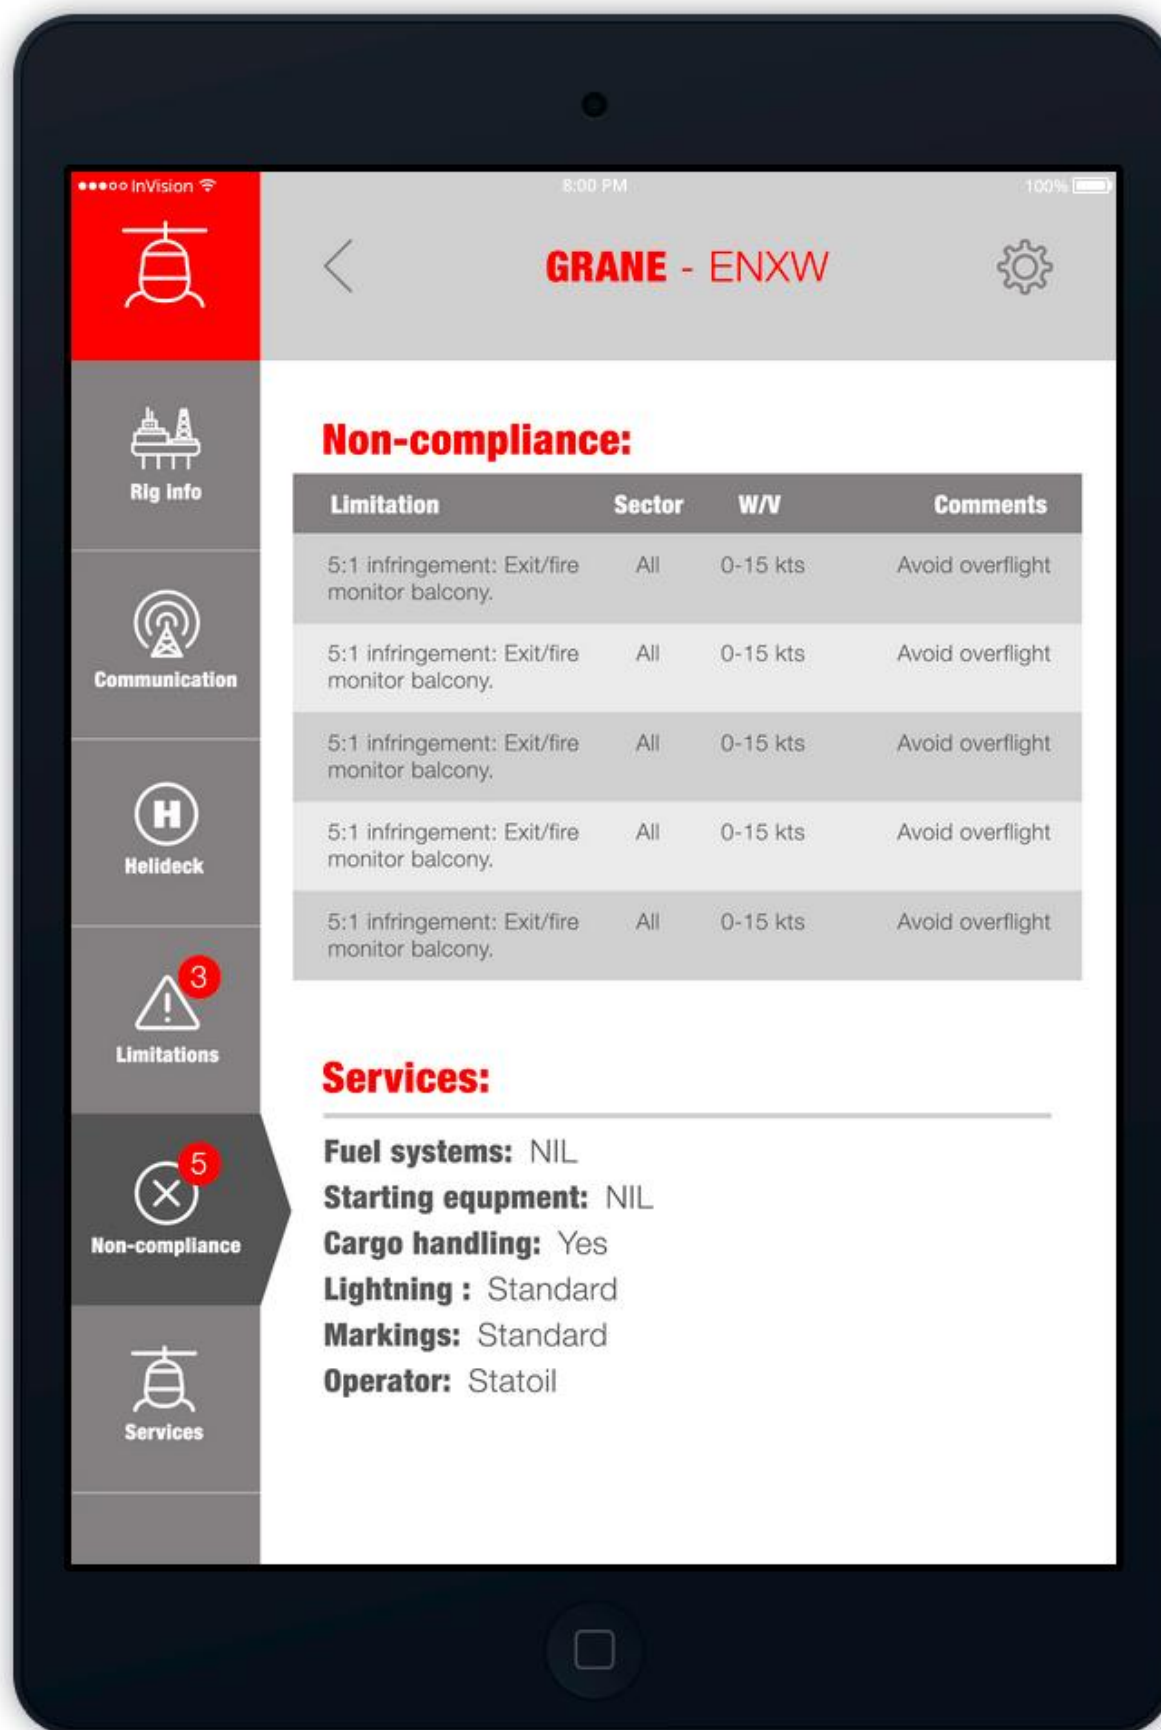 ●●●○○ InVision 8:00 PM 100%
GRANE - ENXW
Rig info
Communication
H
Helideck
3
Limitations
5
Non-compliance
Services
Non-compliance:
Limitation Sector W/V Comments
5:1 infringement: Exit/fire All 0-15 kts Avoid overflight
monitor balcony.
5:1 infringement: Exit/fire All 0-15 kts Avoid overflight
monitor balcony.
5:1 infringement: Exit/fire All 0-15 kts Avoid overflight
monitor balcony.
5:1 infringement: Exit/fire All 0-15 kts Avoid overflight
monitor balcony.
5:1 infringement: Exit/fire All 0-15 kts Avoid overflight
monitor balcony.
Services:
Fuel systems: NIL
Starting equpment: NIL
Cargo handling: Yes
Lightning : Standard
Markings: Standard
Operator: Statoil